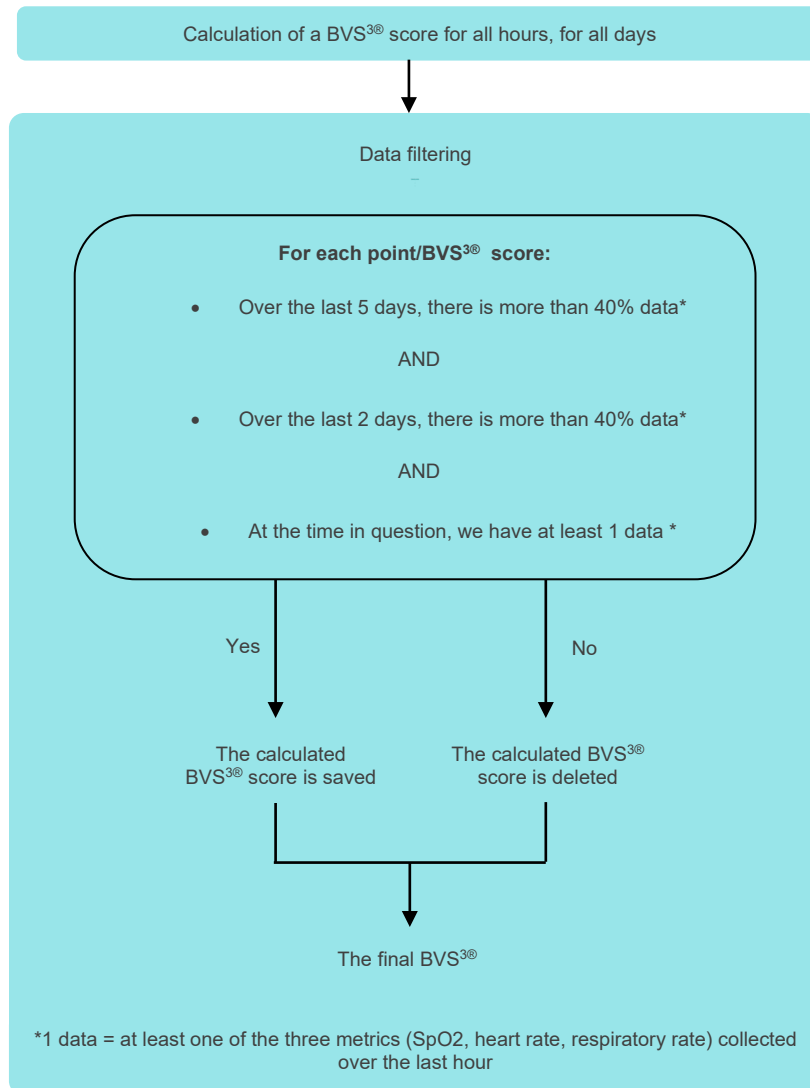 Calculation of a BVS³® score for all hours, for all days
Data filtering
For each point/BVS³® score:
• Over the last 5 days, there is more than 40% data*
AND
• Over the last 2 days, there is more than 40% data*
AND
• At the time in question, we have at least 1 data *
Yes
No
The calculated
BVS³® score is saved
The calculated BVS³®
score is deleted
The final BVS³®
*1 data = at least one of the three metrics (SpO2, heart rate, respiratory rate) collected
over the last hour